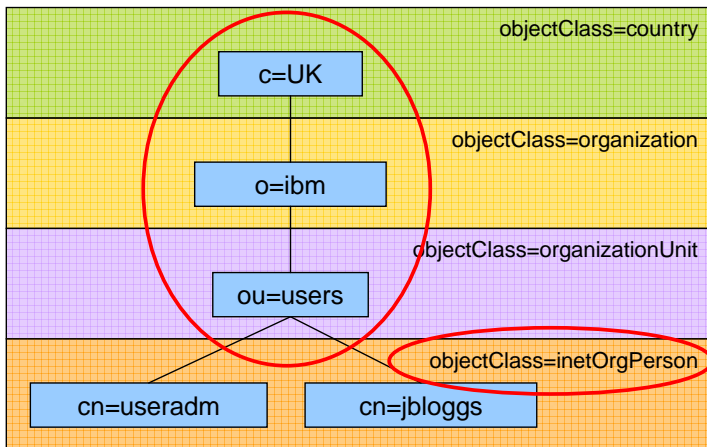 objectClass=country
c=UK
objectClass=organization
o=ibm
objectClass=organizationUnit
ou=users
objectClass=inetOrgPerson
cn=useradm
cn=jbloggs